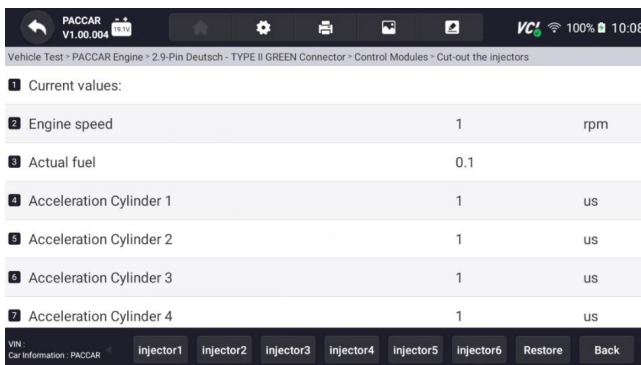 PACCAR
V1.00.004 19.1V
VCI 100% 10:08
Vehicle Test > PACCAR Engine > 2.9-Pin Deutsch - TYPE II GREEN Connector > Control Modules > Cut-out the injectors
1 Current values:
2 Engine speed 1 rpm
3 Actual fuel 0.1
4 Acceleration Cylinder 1 1 us
5 Acceleration Cylinder 2 1 us
6 Acceleration Cylinder 3 1 us
7 Acceleration Cylinder 4 1 us
VIN :
Car Information : PACCAR
injector1 injector2 injector3 injector4 injector5 injector6 Restore Back